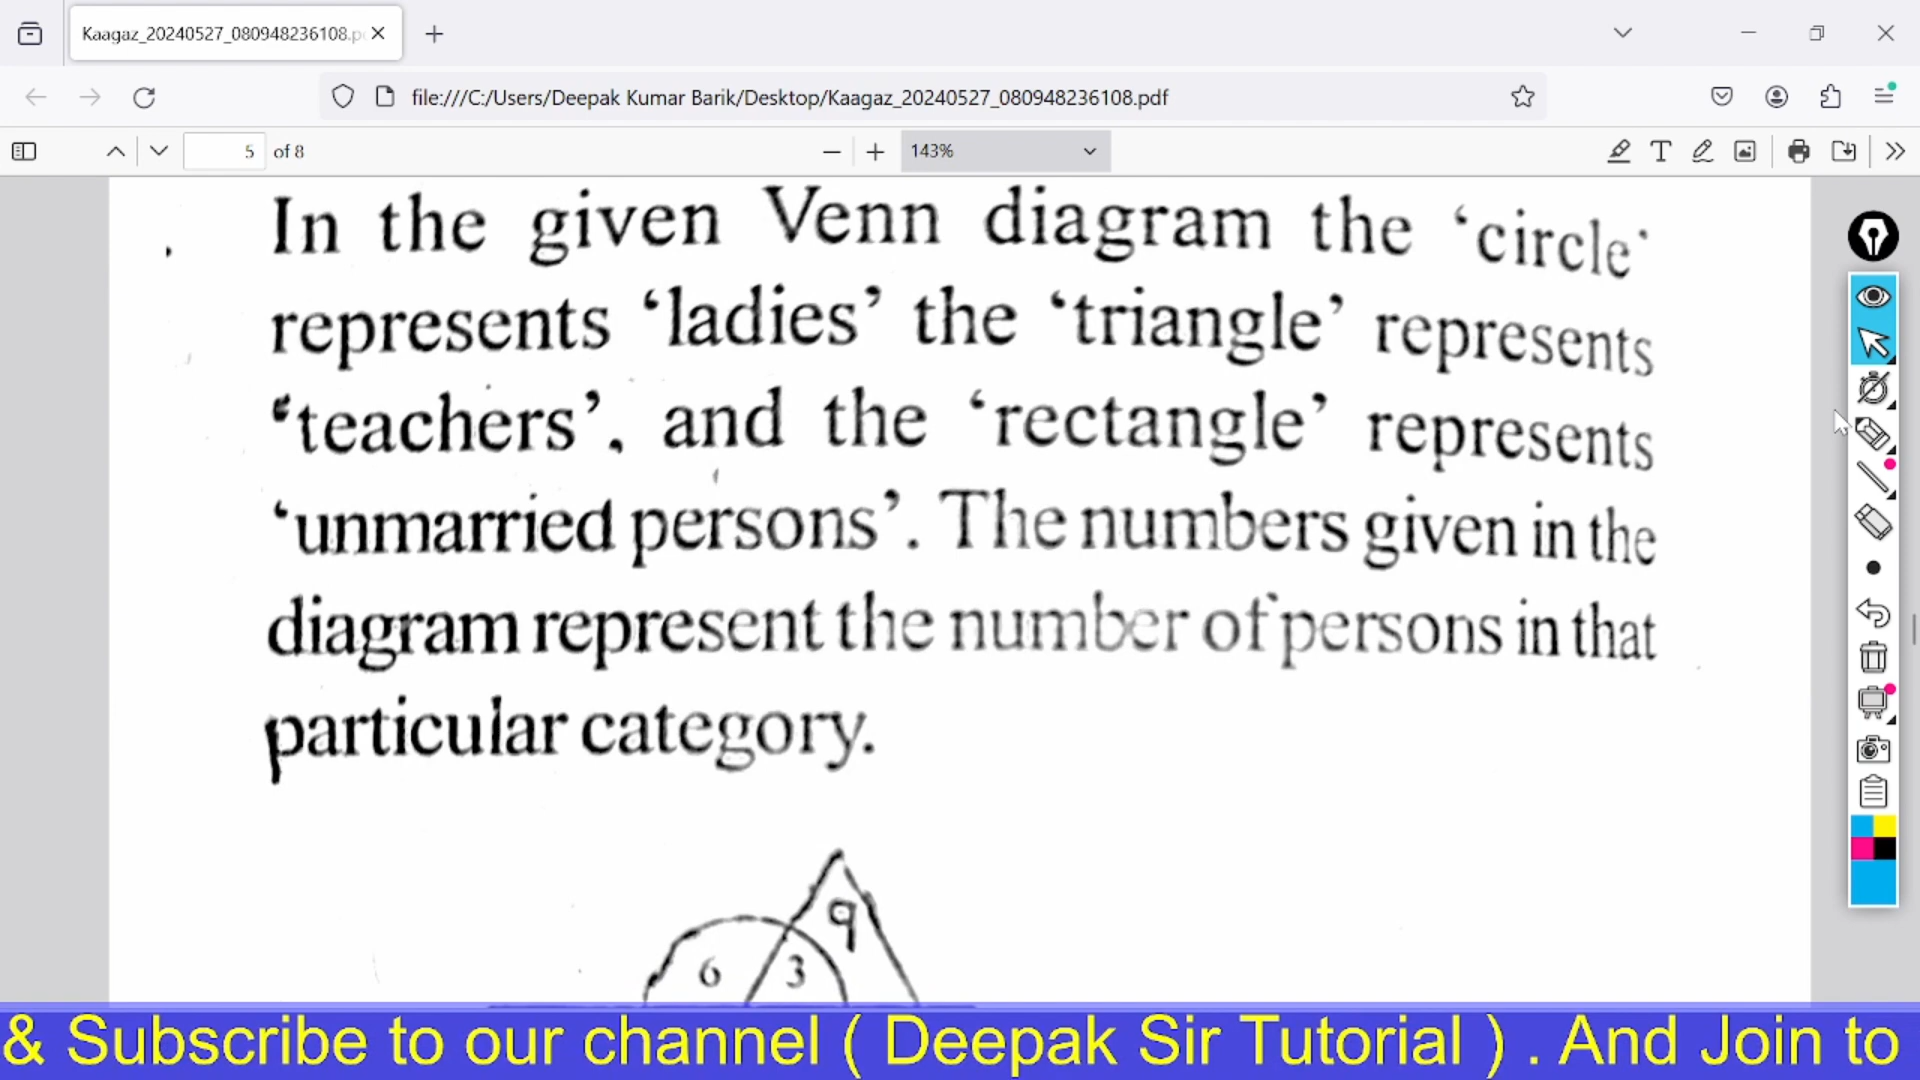 Kaagaz_20240527_080948236108.p
file:///C:/Users/Deepak Kumar Barik/Desktop/Kaagaz_20240527_080948236108.pdf
5 of 8
143%
In the given Venn diagram the ‘circle’
represents ‘ladies’ the ‘triangle’ represents
‘teachers’, and the ‘rectangle’ represents
‘unmarried persons’. The numbers given in the
diagram represent the number of persons in that
particular category.
9
6 3
& Subscribe to our channel ( Deepak Sir Tutorial ) . And Join to